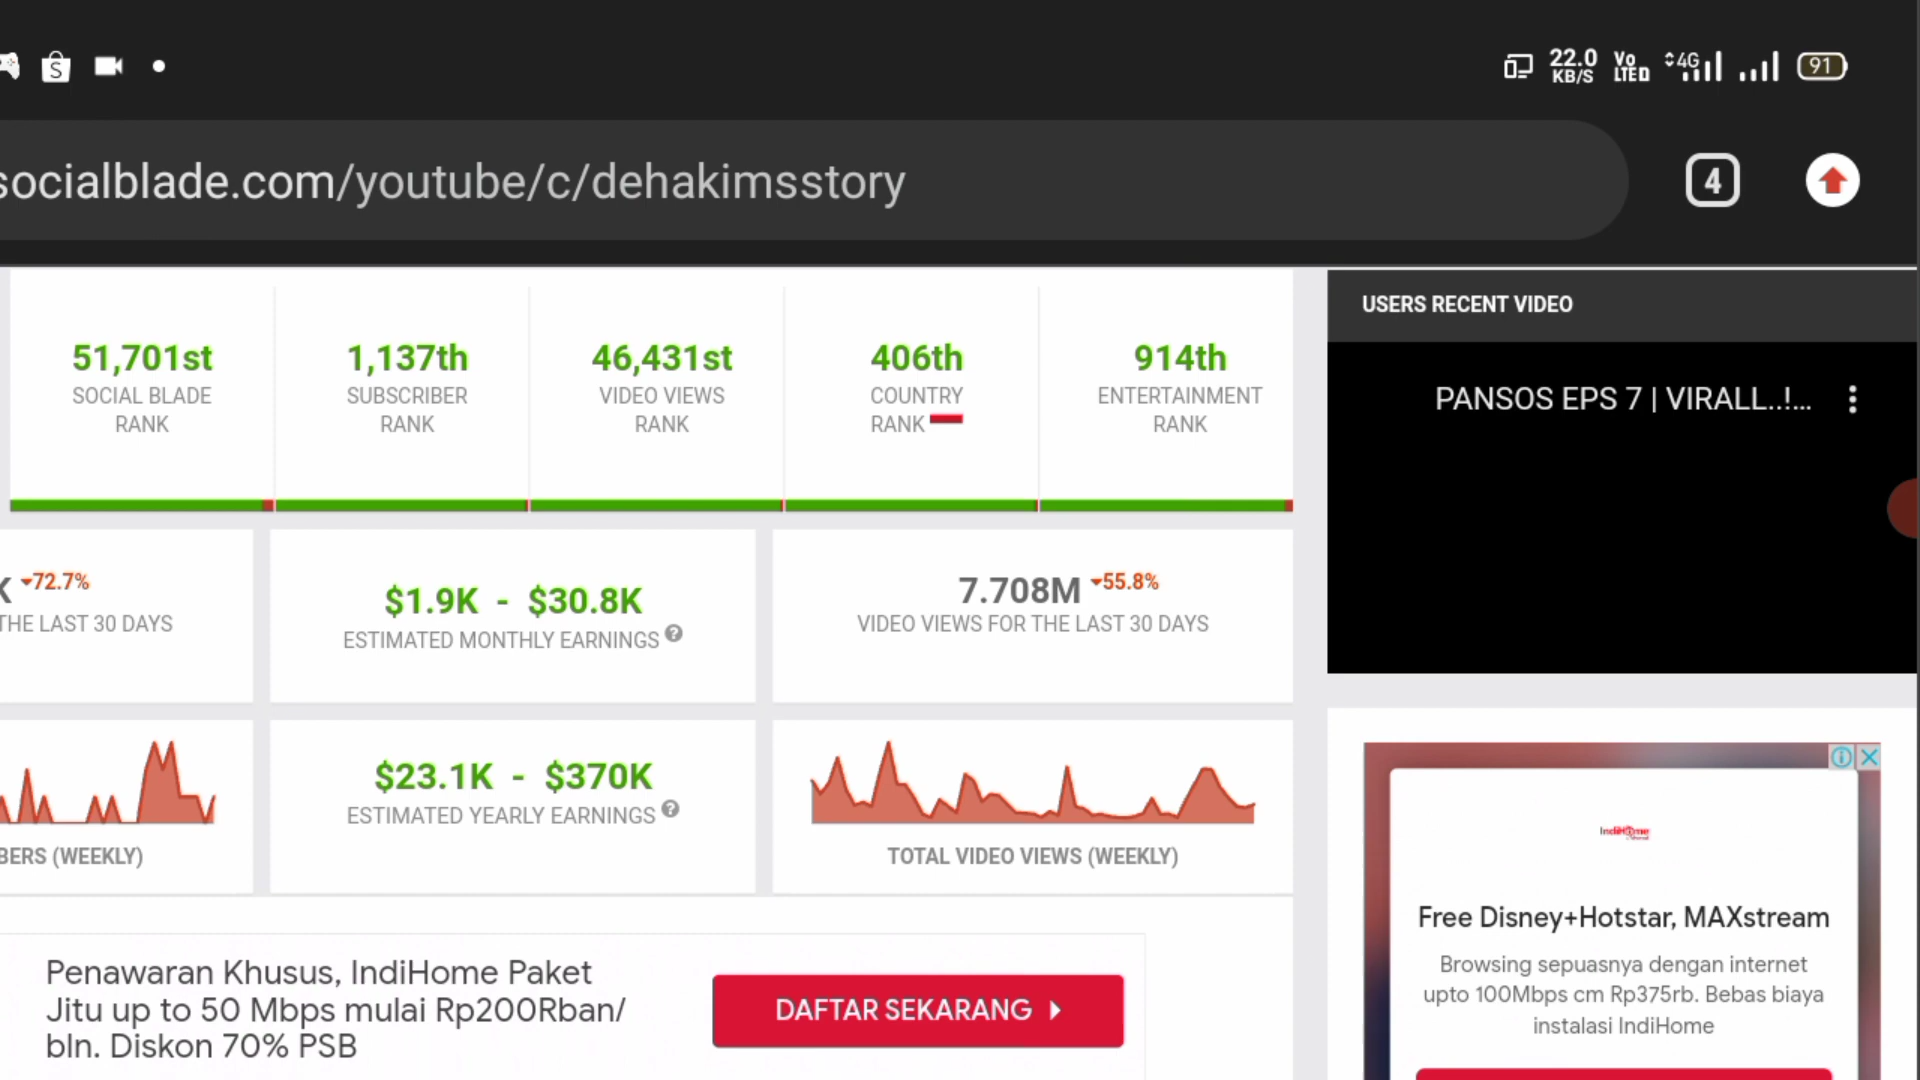 S
22.0
KB/S
Vo
LTE
4G
91
socialblade.com/youtube/c/dehakimsstory
4
51,701st
SOCIAL BLADE
RANK
1,137th
SUBSCRIBER
RANK
46,431st
VIDEO VIEWS
RANK
406th
COUNTRY
RANK
914th
ENTERTAINMENT
RANK
USERS RECENT VIDEO
PANSOS EPS 7 | VIRALL..!...
K -72.7%
THE LAST 30 DAYS
$1.9K - $30.8K
ESTIMATED MONTHLY EARNINGS ?
7.708M -55.8%
VIDEO VIEWS FOR THE LAST 30 DAYS
BERS (WEEKLY)
$23.1K - $370K
ESTIMATED YEARLY EARNINGS ?
TOTAL VIDEO VIEWS (WEEKLY)
Penawaran Khusus, IndiHome Paket
Jitu up to 50 Mbps mulai Rp200Rban/
bln. Diskon 70% PSB
DAFTAR SEKARANG
IndiHome
Free Disney+Hotstar, MAXstream
Browsing sepuasnya dengan internet
upto 100Mbps cm Rp375rb. Bebas biaya
instalasi IndiHome